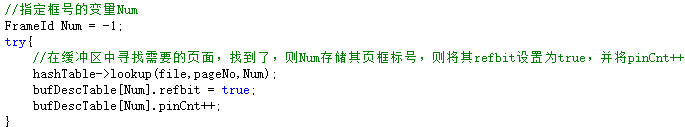 //指定框号的变量Num
FrameId Num = -1;
try{
//在缓冲区中寻找需要的页面，找到了，则Num存储其页框标号，则将其refbit设置为true，并将pinCnt++
hashTable->lookup(file,pageNo,Num);
bufDescTable[Num].refbit = true;
bufDescTable[Num].pinCnt++;
}